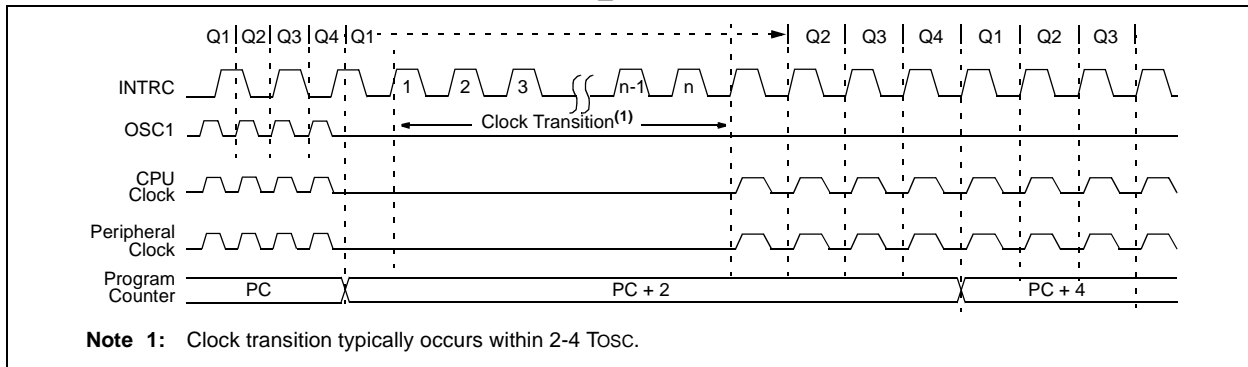 Q1 Q2 Q3 Q4 Q1 Q2 Q3 Q4 Q1 Q2 Q3
INTRC 1 2 3 n-1 n
OSC1 Clock Transition(1)
CPU
Clock
Peripheral
Clock
Program
Counter PC PC + 2 PC + 4
Note 1: Clock transition typically occurs within 2-4 TOSC.